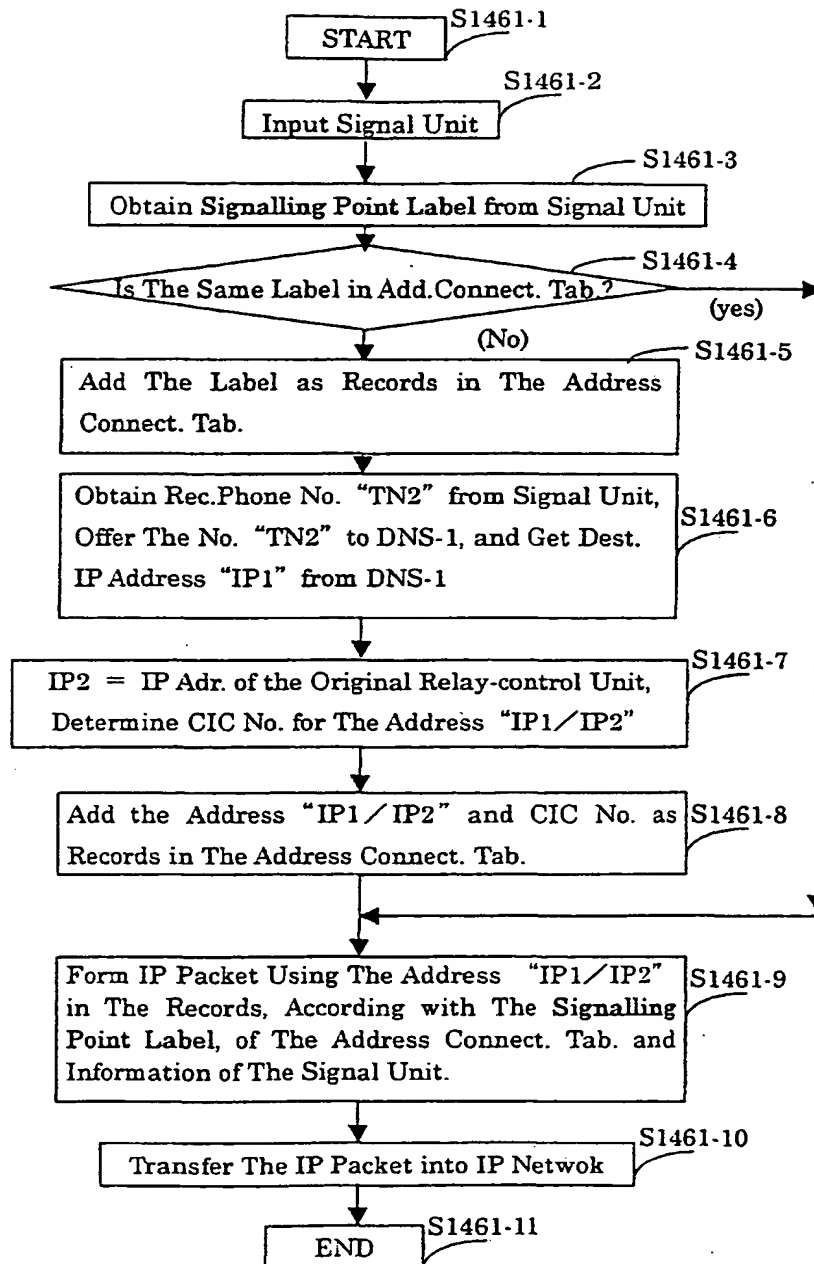 S1461-1
START
S1461-2
Input Signal Unit
S1461-3
Obtain Signalling Point Label from Signal Unit
S1461-4
Is The Same Label in Add.Connect. Tab.?
(yes)
(No)
S1461-5
Add The Label as Records in The Address
Connect. Tab.
Obtain Rec.Phone No. “TN2” from Signal Unit,
Offer The No. “TN2” to DNS-1, and Get Dest.
IP Address “IP1” from DNS-1
S1461-6
S1461-7
IP2 = IP Adr. of the Original Relay-control Unit,
Determine CIC No. for The Address “IP1/IP2”
Add the Address “IP1/IP2” and CIC No. as
Records in The Address Connect. Tab.
S1461-8
Form IP Packet Using The Address “IP1/IP2”
in The Records, According with The Signalling
Point Label, of The Address Connect. Tab. and
Information of The Signal Unit.
S1461-9
S1461-10
Transfer The IP Packet into IP Netwok
S1461-11
END